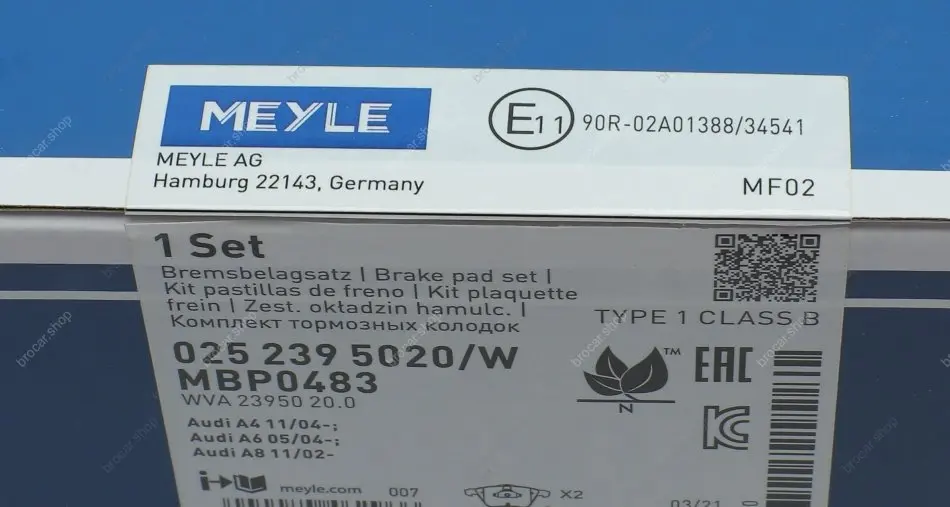 MEYLE
E11 90R-02A01388/34541
MEYLE AG
Hamburg 22143, Germany
MF02
1 Set
Bremsbelagsatz | Brake pad set |
Kit pastillas de freno | Kit plaquette
frein | Zest. okładzin hamulc. |
Комплект тормозных колодок
TYPE 1 CLASS B
025 239 5020/W
MBP0483
WVA 23950 20.0
TM
N
EAC
KC
Audi A4 11/04-;
Audi A6 05/04-;
Audi A8 11/02-
meyle.com 007
X2
03/21
brocar.shop